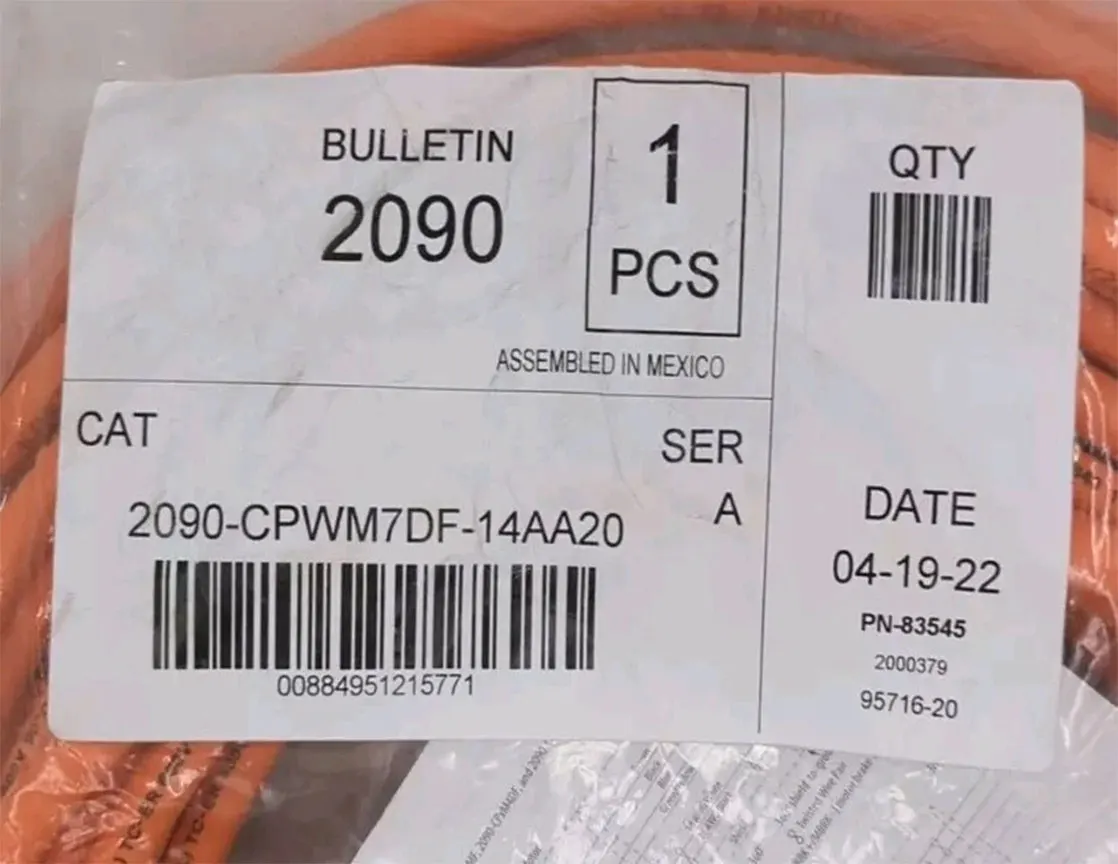 BULLETIN
2090
1
PCS
ASSEMBLED IN MEXICO
QTY
CAT
SER
A
2090-CPWM7DF-14AA20
00884951215771
DATE
04-19-22
PN-83545
2000379
95716-20